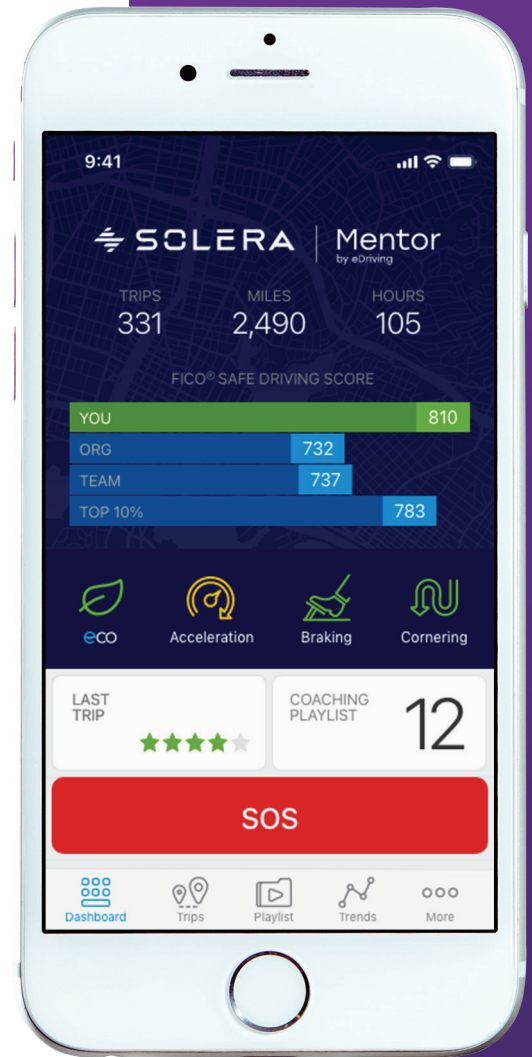 9:41
SOLERA | Mentor
by eDriving
TRIPS MILES HOURS
331 2,490 105
FICO® SAFE DRIVING SCORE
YOU 810
ORG 732
TEAM 737
TOP 10% 783
eco Acceleration Braking Cornering
LAST
TRIP
COACHING
PLAYLIST
12
SOS
Dashboard Trips Playlist Trends More